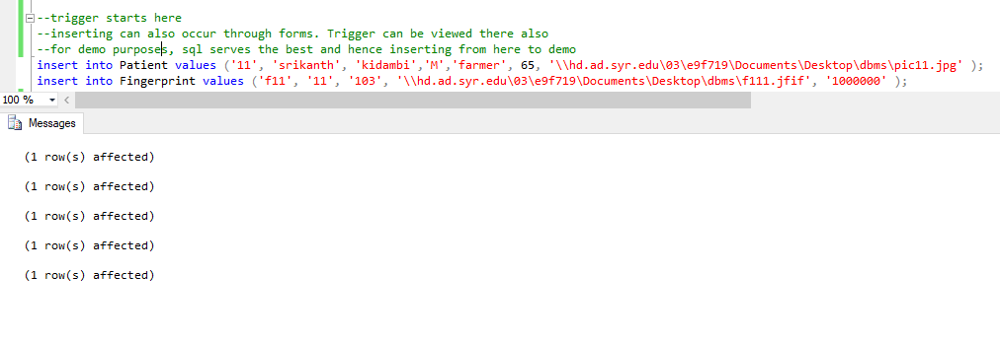 --trigger starts here
--inserting can also occur through forms. Trigger can be viewed there also
--for demo purposes, sql serves the best and hence inserting from here to demo
insert into Patient values ('11', 'srikanth', 'kidambi','M','farmer', 65, '\\hd.ad.syr.edu\03\e9f719\Documents\Desktop\dbms\pic11.jpg' );
insert into Fingerprint values ('f11', '11', '103', '\\hd.ad.syr.edu\03\e9f719\Documents\Desktop\dbms\f111.jfif', '1000000' );
100 %
Messages
(1 row(s) affected)
(1 row(s) affected)
(1 row(s) affected)
(1 row(s) affected)
(1 row(s) affected)